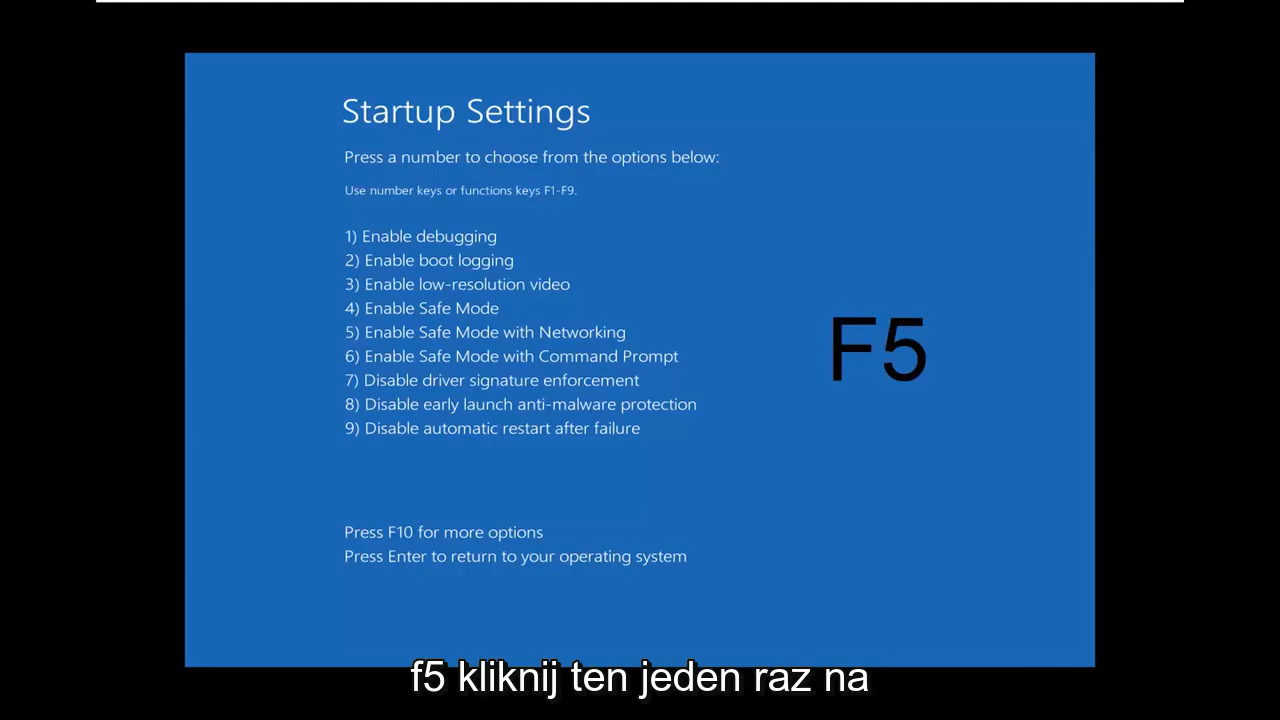 Startup Settings
Press a number to choose from the options below:
Use number keys or functions keys F1-F9.
1) Enable debugging
2) Enable boot logging
3) Enable low-resolution video
4) Enable Safe Mode
5) Enable Safe Mode with Networking
6) Enable Safe Mode with Command Prompt
7) Disable driver signature enforcement
8) Disable early launch anti-malware protection
9) Disable automatic restart after failure
F5
Press F10 for more options
Press Enter to return to your operating system
f5 kliknij ten jeden raz na